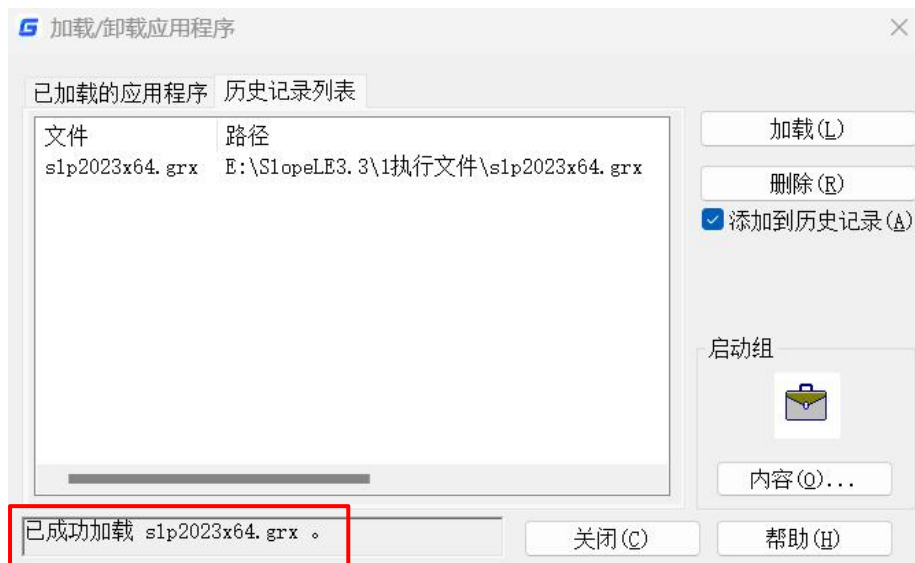 加载/卸载应用程序
已加载的应用程序 历史记录列表
文件 路径
slp2023x64.grx E:\SlopeLE3.3\1执行文件\slp2023x64.grx
加载(L)
删除(R)
添加到历史记录(A)
启动组
内容(O)...
已成功加载 slp2023x64.grx 。
关闭(C)
帮助(H)